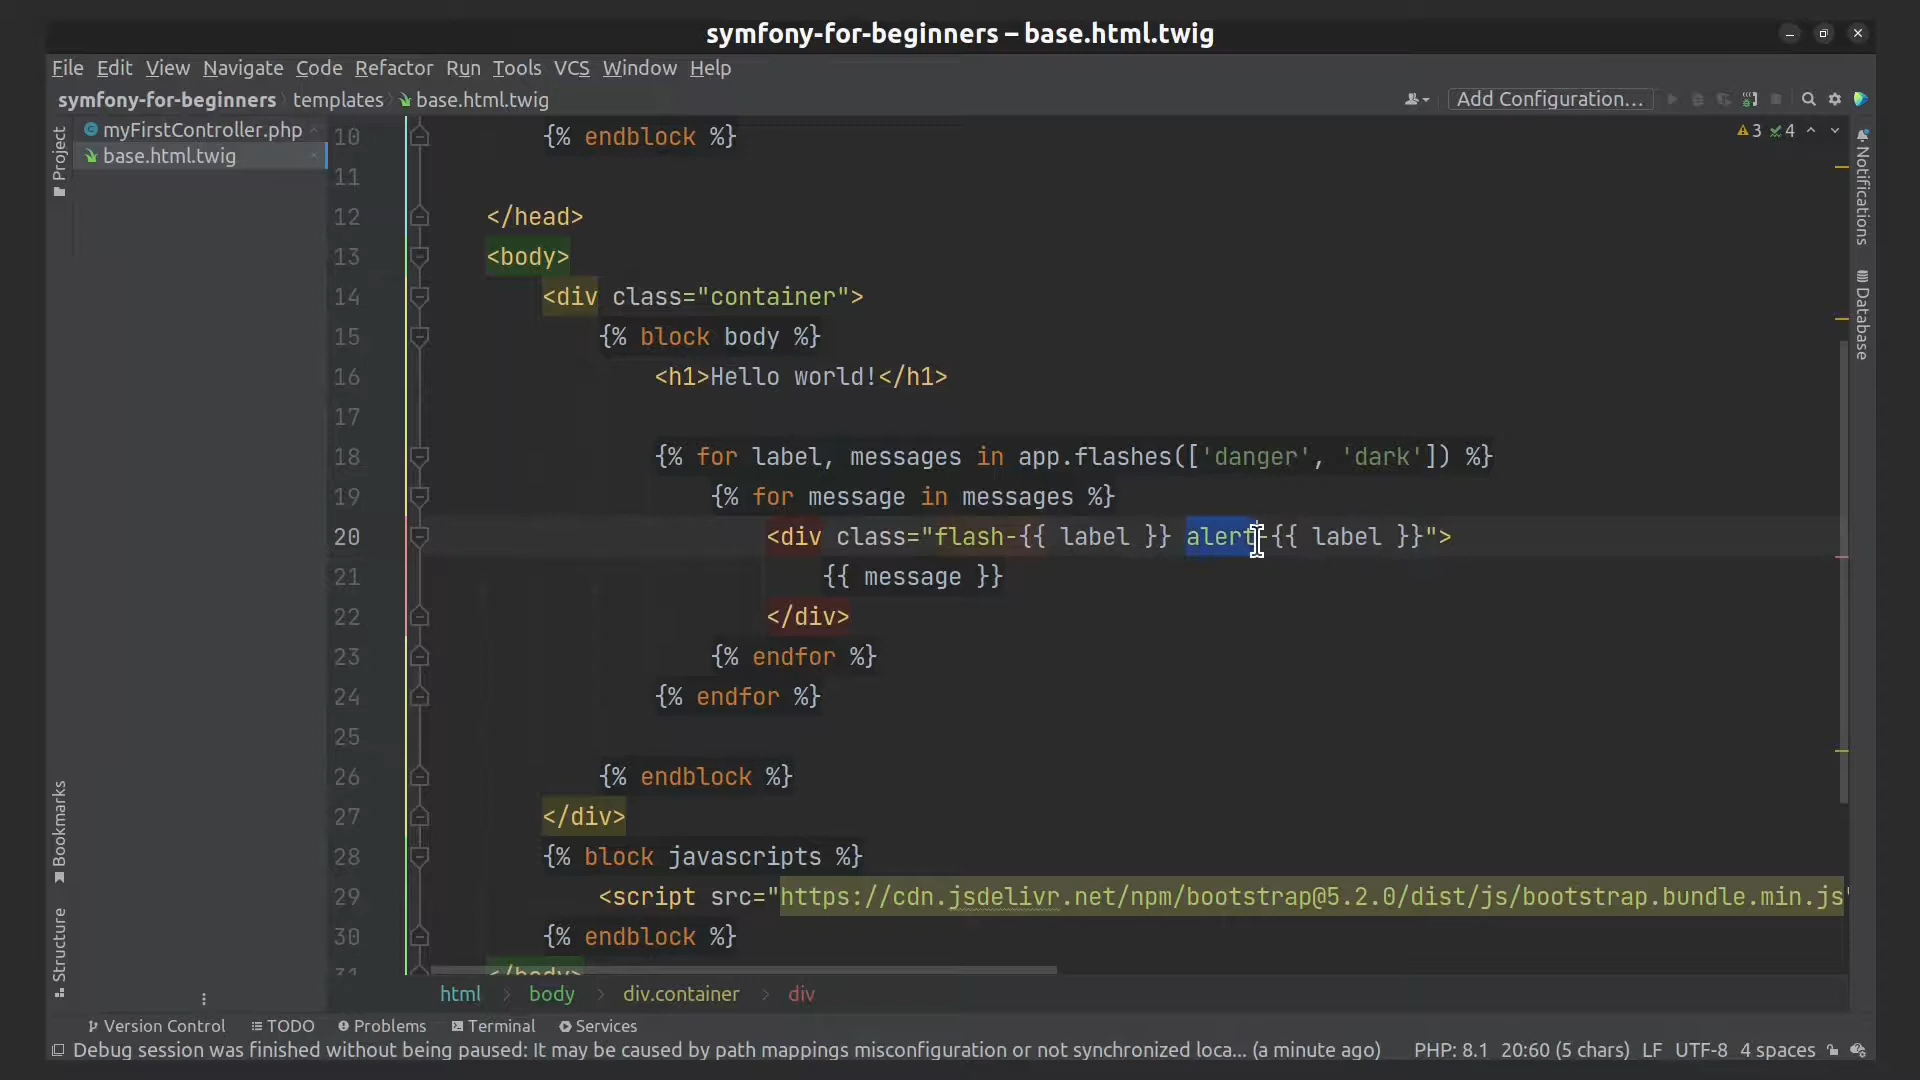 symfony-for-beginners – base.html.twig
File Edit View Navigate Code Refactor Run Tools VCS Window Help
symfony-for-beginners templates base.html.twig
Add Configuration...
Project
myFirstController.php
base.html.twig
3 4
Notifications
Database
10 {% endblock %}
11
12 </head>
13 <body>
14 <div class="container">
15 {% block body %}
16 <h1>Hello world!</h1>
17
18 {% for label, messages in app.flashes(['danger', 'dark']) %}
19 {% for message in messages %}
20 <div class="flash-{{ label }} alert-{{ label }}">
21 {{ message }}
22 </div>
23 {% endfor %}
24 {% endfor %}
25
26 {% endblock %}
27 </div>
28 {% block javascripts %}
29 <script src="https://cdn.jsdelivr.net/npm/bootstrap@5.2.0/dist/js/bootstrap.bundle.min.js"
30 {% endblock %}
31 </body>
Bookmarks
Structure
html > body > div.container > div
Version Control TODO Problems Terminal Services
Debug session was finished without being paused: It may be caused by path mappings misconfiguration or not synchronized loca... (a minute ago) PHP: 8.1 20:60 (5 chars) LF UTF-8 4 spaces